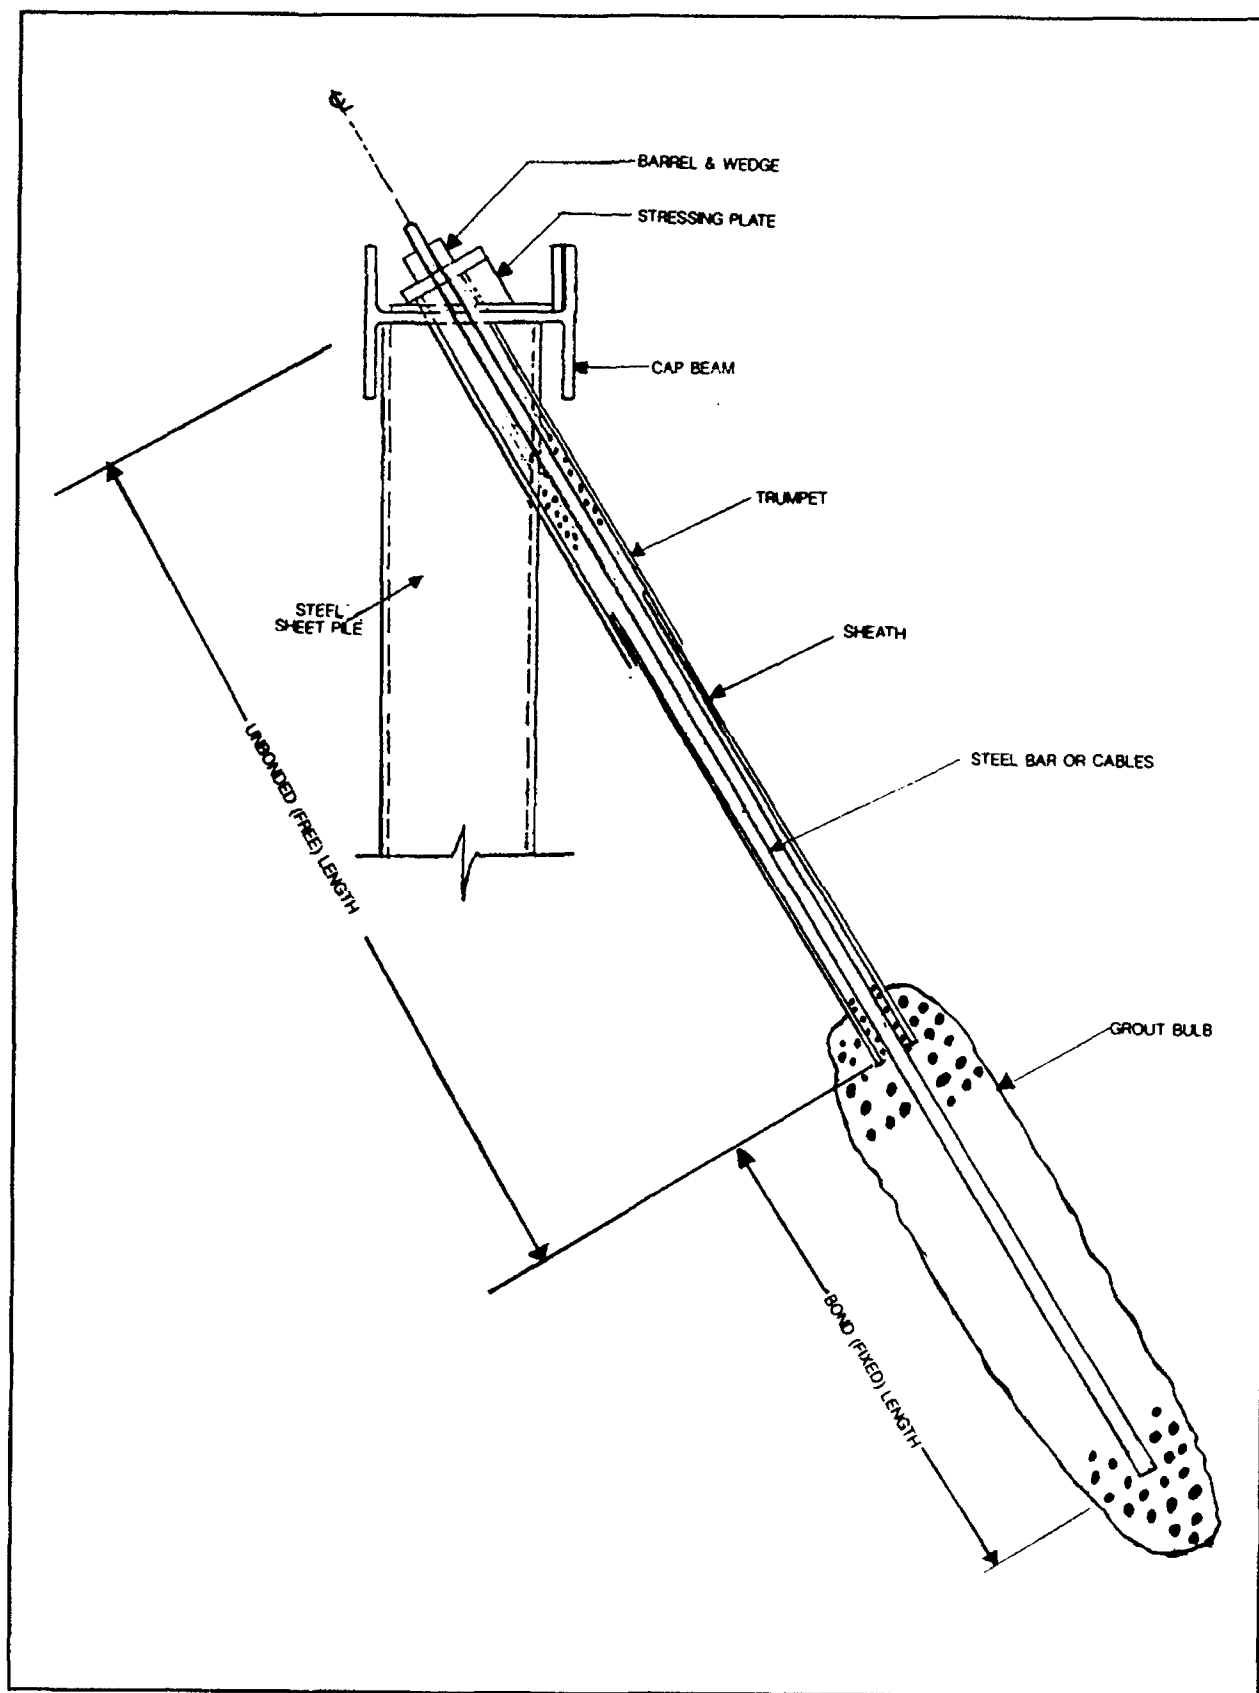 BARREL & WEDGE
STRESSING PLATE
CAP BEAM
TRUMPET
STEEL
SHEET PILE
SHEATH
UNBONDED (FREE) LENGTH
STEEL BAR OR CABLES
GROUT BULB
BOND (FIXED) LENGTH